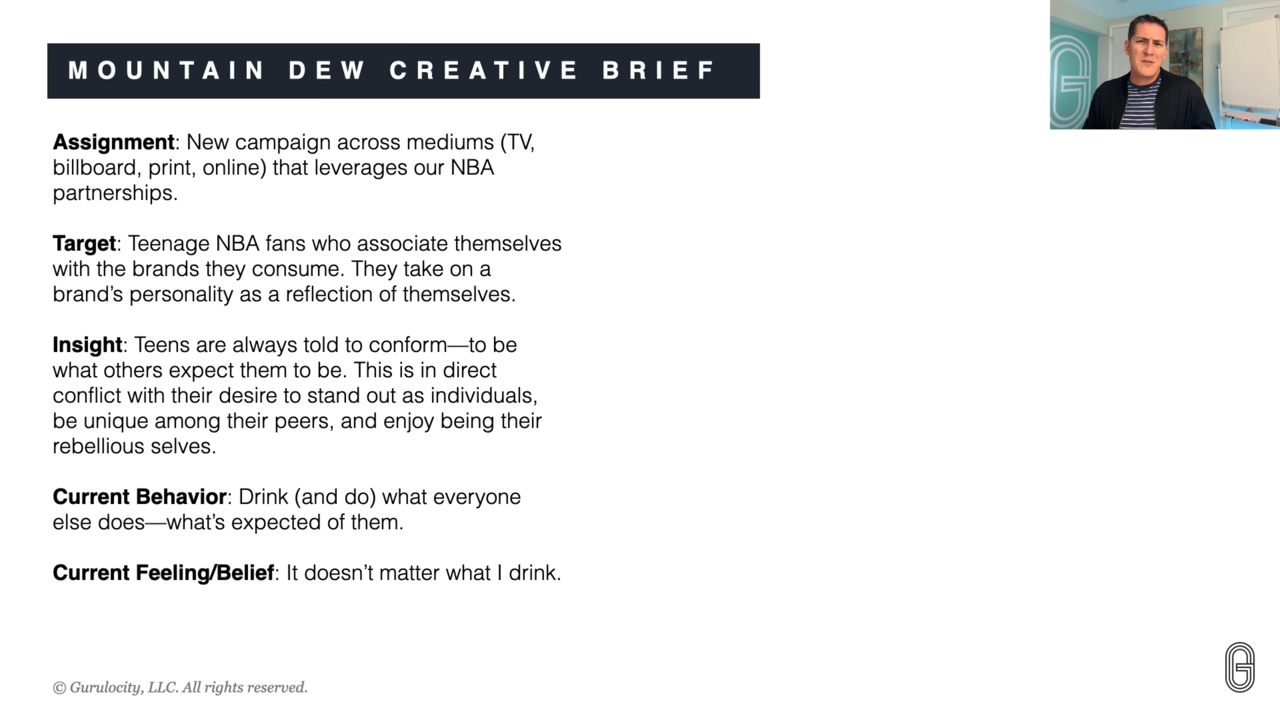 MOUNTAIN DEW CREATIVE BRIEF
Assignment: New campaign across mediums (TV,
billboard, print, online) that leverages our NBA
partnerships.
Target: Teenage NBA fans who associate themselves
with the brands they consume. They take on a
brand’s personality as a reflection of themselves.
Insight: Teens are always told to conform—to be
what others expect them to be. This is in direct
conflict with their desire to stand out as individuals,
be unique among their peers, and enjoy being their
rebellious selves.
Current Behavior: Drink (and do) what everyone
else does—what’s expected of them.
Current Feeling/Belief: It doesn’t matter what I drink.
© Gurulocity, LLC. All rights reserved.
G